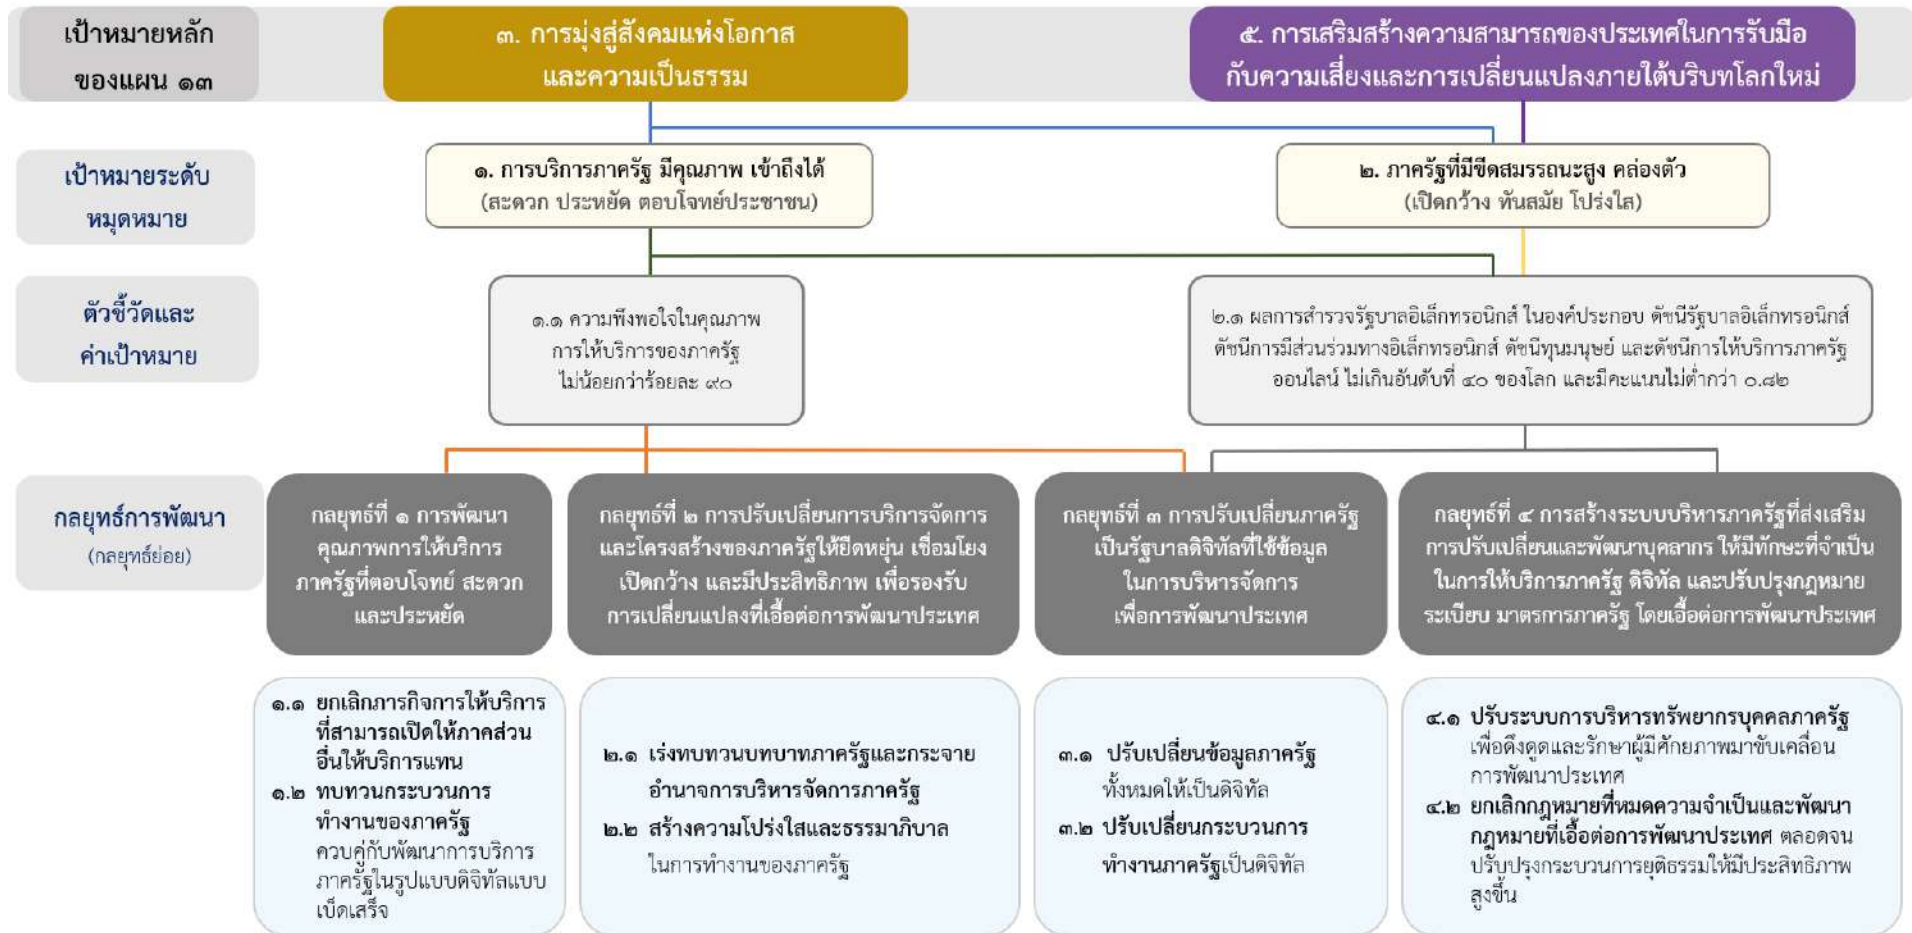 เป้าหมายหลัก
ของแผน ๑๓
๓. การมุ่งสู่สังคมแห่งโอกาส
และความเป็นธรรม
๕. การเสริมสร้างความสามารถของประเทศในการรับมือ
กับความเสี่ยงและการเปลี่ยนแปลงภายใต้บริบทโลกใหม่
เป้าหมายระดับ
หมุดหมาย
๑. การบริการภาครัฐ มีคุณภาพ เข้าถึงได้
(สะดวก ประหยัด ตอบโจทย์ประชาชน)
๒. ภาครัฐที่มีขีดสมรรถนะสูง คล่องตัว
(เปิดกว้าง ทันสมัย โปร่งใส)
ตัวชี้วัดและ
ค่าเป้าหมาย
๑.๑ ความพึงพอใจในคุณภาพ
การให้บริการของภาครัฐ
ไม่น้อยกว่าร้อยละ ๙๐
๒.๑ ผลการสำรวจรัฐบาลอิเล็กทรอนิกส์ ในองค์ประกอบ ดัชนีรัฐบาลอิเล็กทรอนิกส์
ดัชนีการมีส่วนร่วมทางอิเล็กทรอนิกส์ ดัชนีทุนมนุษย์ และดัชนีการให้บริการภาครัฐ
ออนไลน์ ไม่เกินอันดับที่ ๔๐ ของโลก และมีคะแนนไม่ต่ำกว่า ๐.๘๒
กลยุทธ์การพัฒนา
(กลยุทธ์ย่อย)
กลยุทธ์ที่ ๑ การพัฒนา
คุณภาพการให้บริการ
ภาครัฐที่ตอบโจทย์ สะดวก
และประหยัด
กลยุทธ์ที่ ๒ การปรับเปลี่ยนการบริการจัดการ
และโครงสร้างของภาครัฐให้ยืดหยุ่น เชื่อมโยง
เปิดกว้าง และมีประสิทธิภาพ เพื่อรองรับ
การเปลี่ยนแปลงที่เอื้อต่อการพัฒนาประเทศ
กลยุทธ์ที่ ๓ การปรับเปลี่ยนภาครัฐ
เป็นรัฐบาลดิจิทัลที่ใช้ข้อมูล
ในการบริหารจัดการ
เพื่อการพัฒนาประเทศ
กลยุทธ์ที่ ๔ การสร้างระบบบริหารภาครัฐที่ส่งเสริม
การปรับเปลี่ยนและพัฒนาบุคลากร ให้มีทักษะที่จำเป็น
ในการให้บริการภาครัฐ ดิจิทัล และปรับปรุงกฎหมาย
ระเบียบ มาตรการภาครัฐ โดยเอื้อต่อการพัฒนาประเทศ
๑.๑ ยกเลิกภารกิจการให้บริการ
ที่สามารถเปิดให้ภาคส่วน
อื่นให้บริการแทน
๑.๒ ทบทวนกระบวนการ
ทำงานของภาครัฐ
ควบคู่กับพัฒนาการบริการ
ภาครัฐในรูปแบบดิจิทัลแบบ
เบ็ดเสร็จ
๒.๑ เร่งทบทวนบทบาทภาครัฐและกระจาย
อำนาจการบริหารจัดการภาครัฐ
๒.๒ สร้างความโปร่งใสและธรรมาภิบาล
ในการทำงานของภาครัฐ
๓.๑ ปรับเปลี่ยนข้อมูลภาครัฐ
ทั้งหมดให้เป็นดิจิทัล
๓.๒ ปรับเปลี่ยนกระบวนการ
ทำงานภาครัฐเป็นดิจิทัล
๔.๑ ปรับระบบการบริหารทรัพยากรบุคคลภาครัฐ
เพื่อดึงดูดและรักษาผู้มีศักยภาพมาขับเคลื่อน
การพัฒนาประเทศ
๔.๒ ยกเลิกกฎหมายที่หมดความจำเป็นและพัฒนา
กฎหมายที่เอื้อต่อการพัฒนาประเทศ ตลอดจน
ปรับปรุงกระบวนการยุติธรรมให้มีประสิทธิภาพ
สูงขึ้น